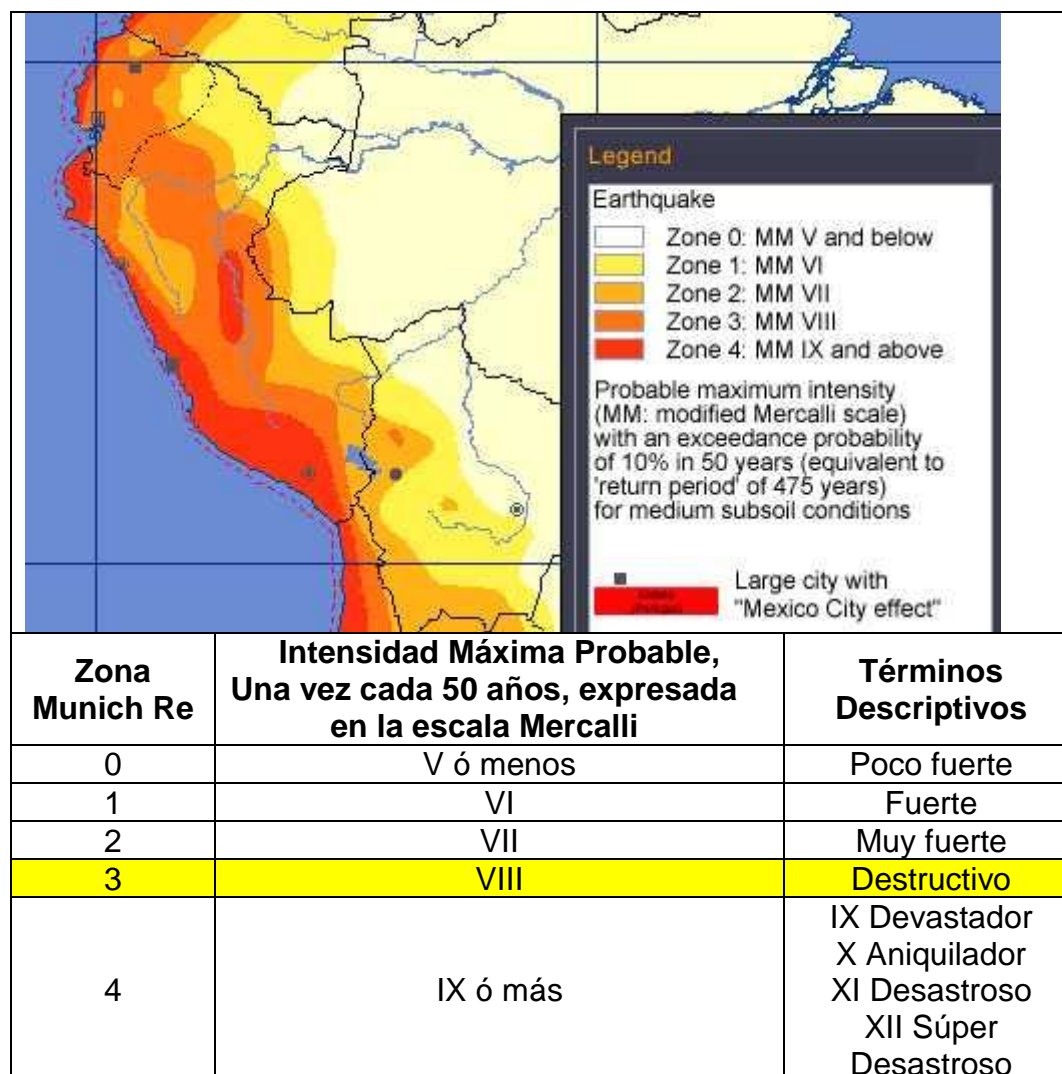 Legend
Earthquake
Zone 0: MM V and below
Zone 1: MM VI
Zone 2: MM VII
Zone 3: MM VIII
Zone 4: MM IX and above
Probable maximum intensity
(MM: modified Mercalli scale)
with an exceedance probability
of 10% in 50 years (equivalent to
'return period' of 475 years)
for medium subsoil conditions
Large city with
"Mexico City effect"
Zona
Munich Re
Intensidad Máxima Probable,
Una vez cada 50 años, expresada
en la escala Mercalli
Términos
Descriptivos
0 V ó menos Poco fuerte
1 VI Fuerte
2 VII Muy fuerte
3 VIII Destructivo
4 IX ó más
IX Devastador
X Aniquilador
XI Desastroso
XII Súper
Desastroso